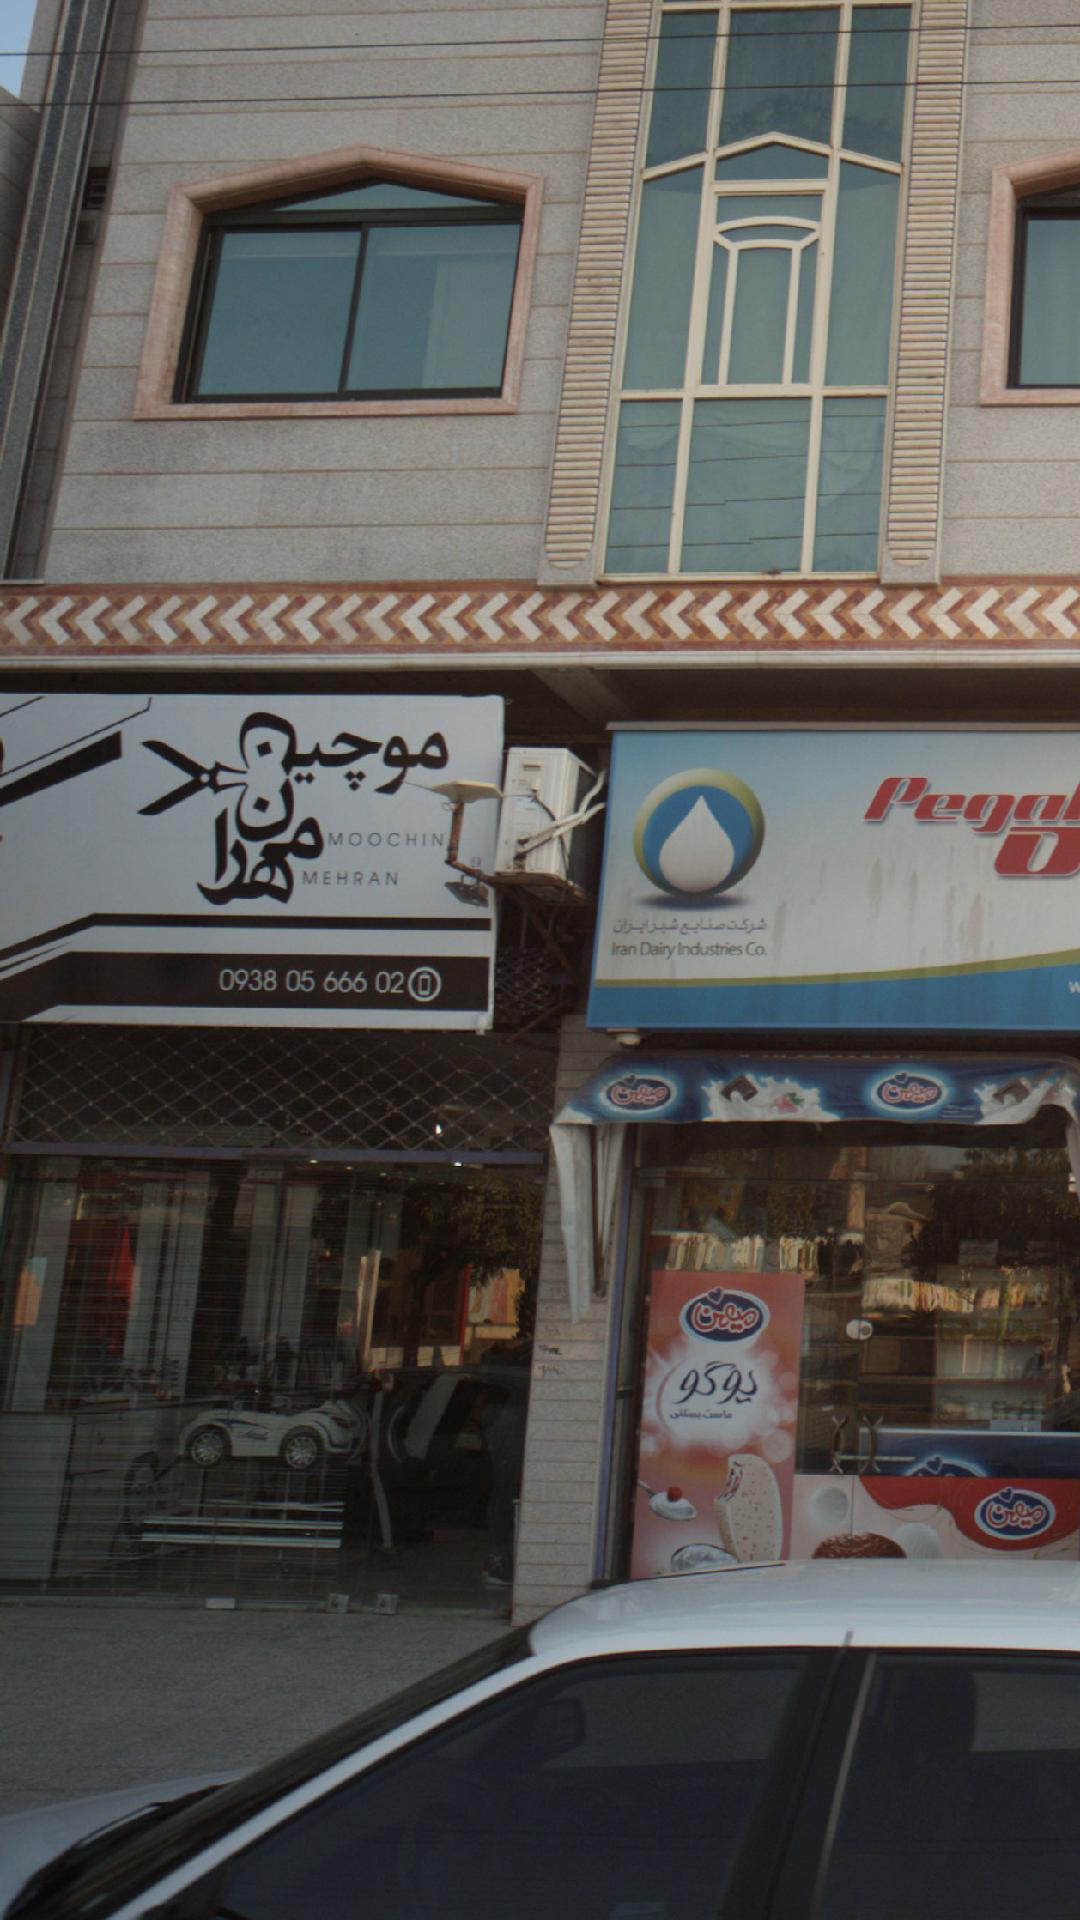 موچین
مهران
MOOCHIN
MEHRAN
0938 05 666 02
Pegah
شرکت صنایع شیر ایران
Iran Dairy Industries Co.
میهن
میهن
میهن
یوگو
ماست بستنی
میهن